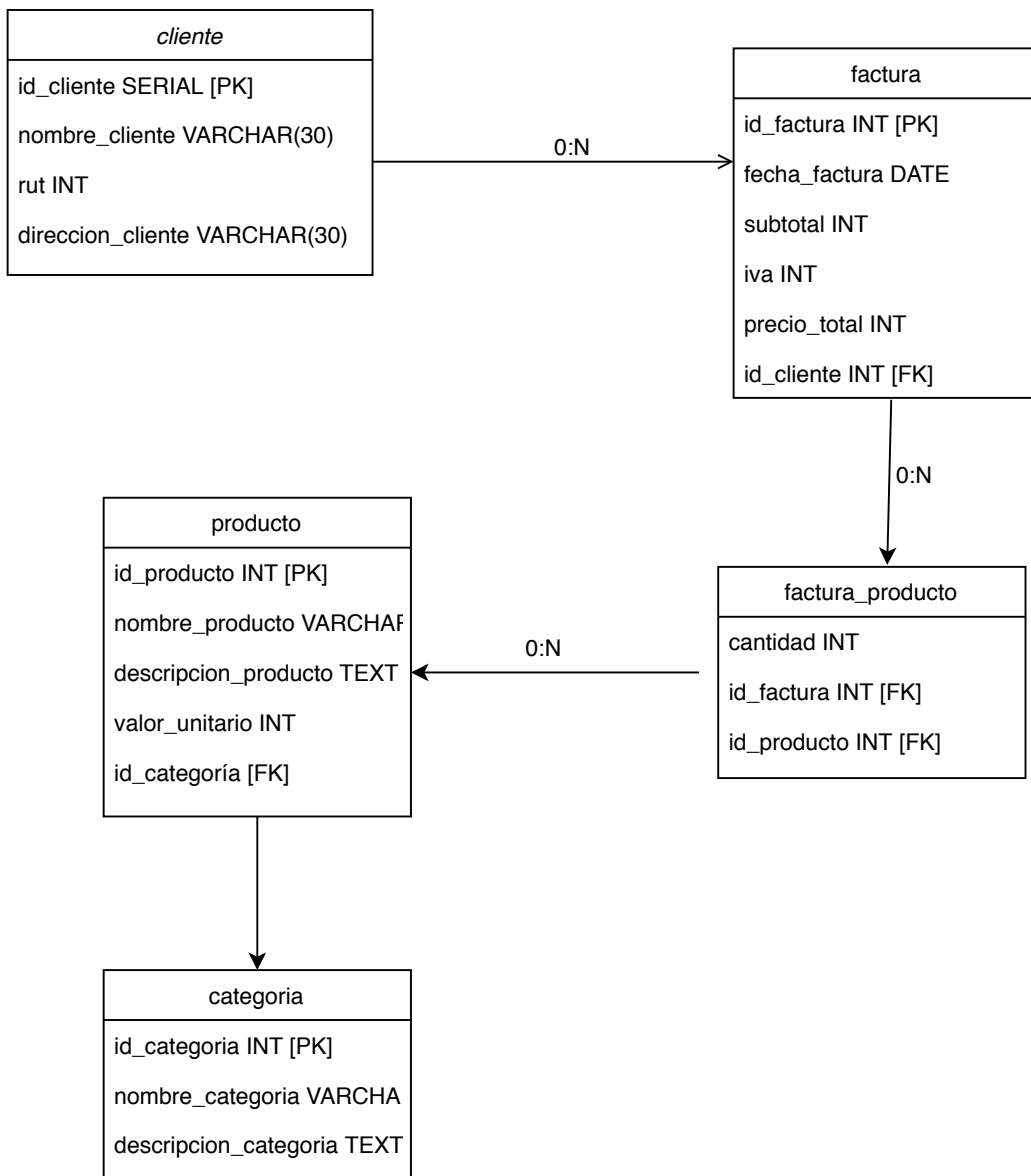 cliente
id_cliente SERIAL [PK]
nombre_cliente VARCHAR(30)
rut INT
direccion_cliente VARCHAR(30)
0:N
factura
id_factura INT [PK]
fecha_factura DATE
subtotal INT
iva INT
precio_total INT
id_cliente INT [FK]
0:N
producto
id_producto INT [PK]
nombre_producto VARCHAR
descripcion_producto TEXT
valor_unitario INT
id_categoría [FK]
0:N
factura_producto
cantidad INT
id_factura INT [FK]
id_producto INT [FK]
categoria
id_categoria INT [PK]
nombre_categoria VARCHA
descripcion_categoria TEXT